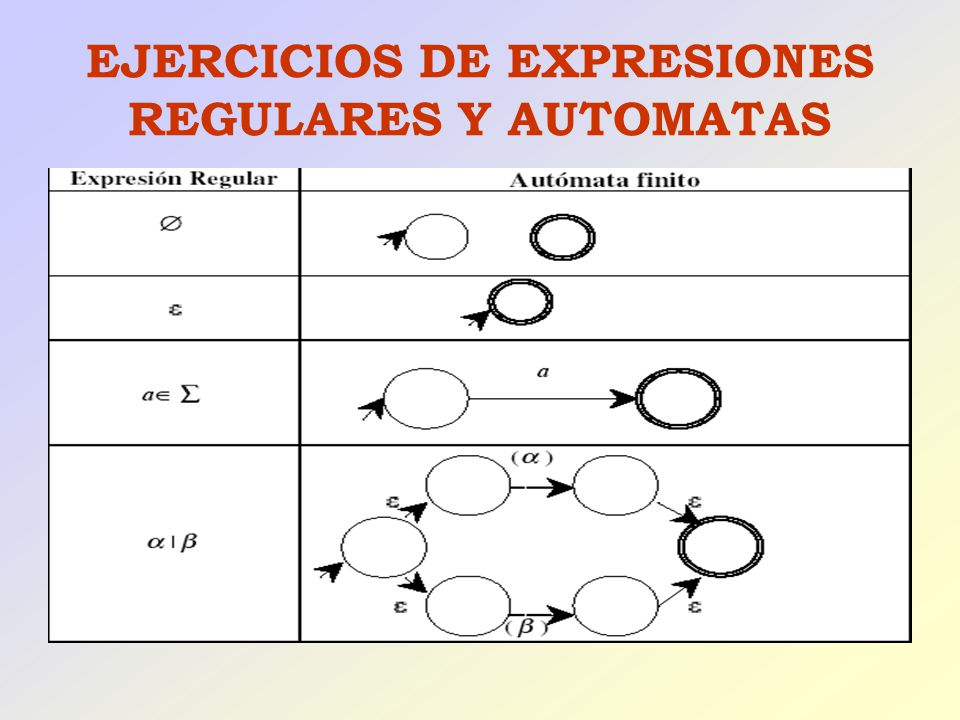 EJERCICIOS DE EXPRESIONES
REGULARES Y AUTOMATAS
Expresión Regular
Autómata finito
∅
ε
a∈ Σ
a
α | β
(α)
ε
ε
ε
ε
(β)